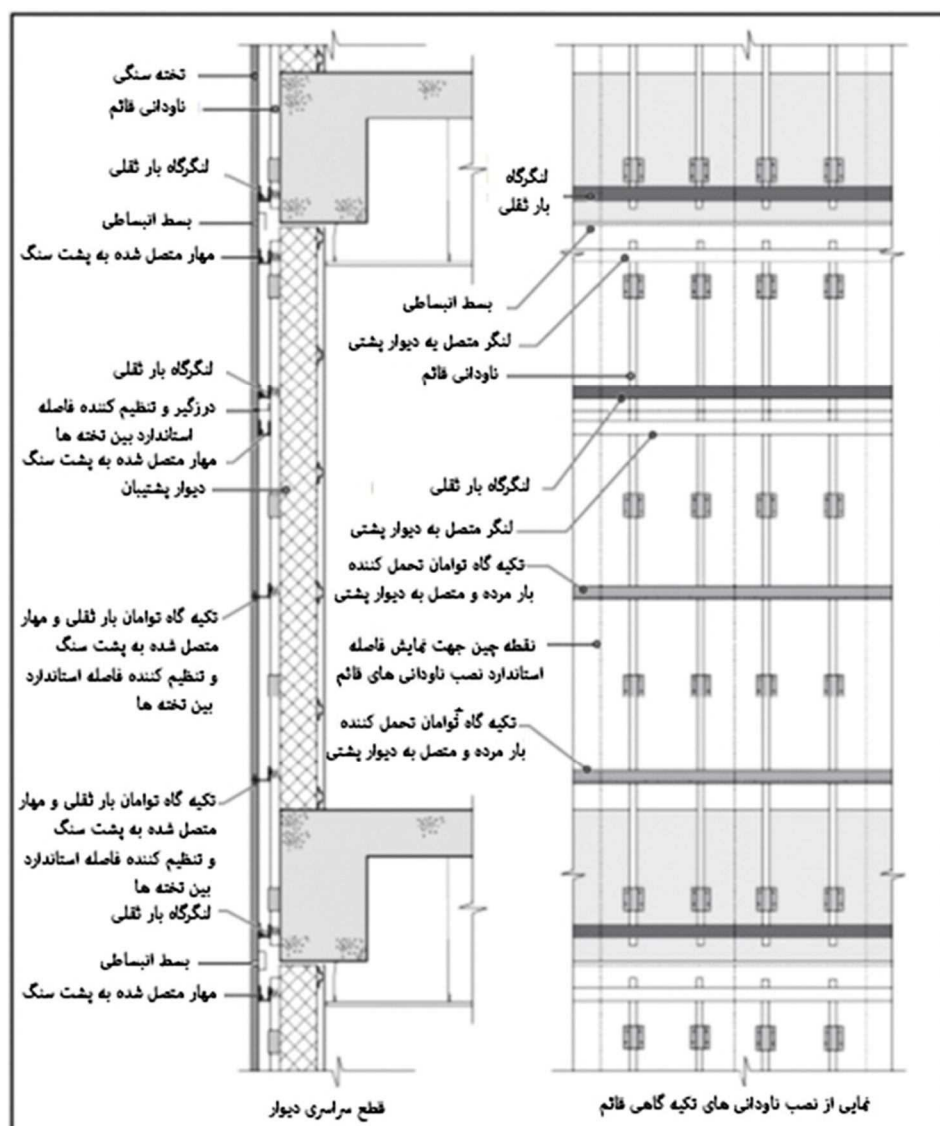 تخته سنگی
ناودانی قائم
لنگرگاه بار ثقلی
بسط انبساطی
مهار متصل شده به پشت سنگ
لنگرگاه بار ثقلی
درزگیر و تنظیم کننده فاصله
استاندارد بین تخته ها
مهار متصل شده به پشت سنگ
دیوار پشتیبان
تکیه گاه توامان بار ثقلی و مهار
متصل شده به پشت سنگ
و تنظیم کننده فاصله استاندارد
بین تخته ها
تکیه گاه توامان بار ثقلی و مهار
متصل شده به پشت سنگ
و تنظیم کننده فاصله استاندارد
بین تخته ها
لنگرگاه بار ثقلی
بسط انبساطی
مهار متصل شده به پشت سنگ
قطع سراسری دیوار
لنگرگاه
بار ثقلی
بسط انبساطی
لنگر متصل به دیوار پشتی
ناودانی قائم
لنگرگاه بار ثقلی
لنگر متصل به دیوار پشتی
تکیه گاه توامان تحمل کننده
بار مرده و متصل به دیوار پشتی
نقطه چین جهت نمایش فاصله
استاندارد نصب ناودانی های قائم
تکیه گاه توامان تحمل کننده
بار مرده و متصل به دیوار پشتی
نمایی از نصب ناودانی های تکیه گاهی قائم